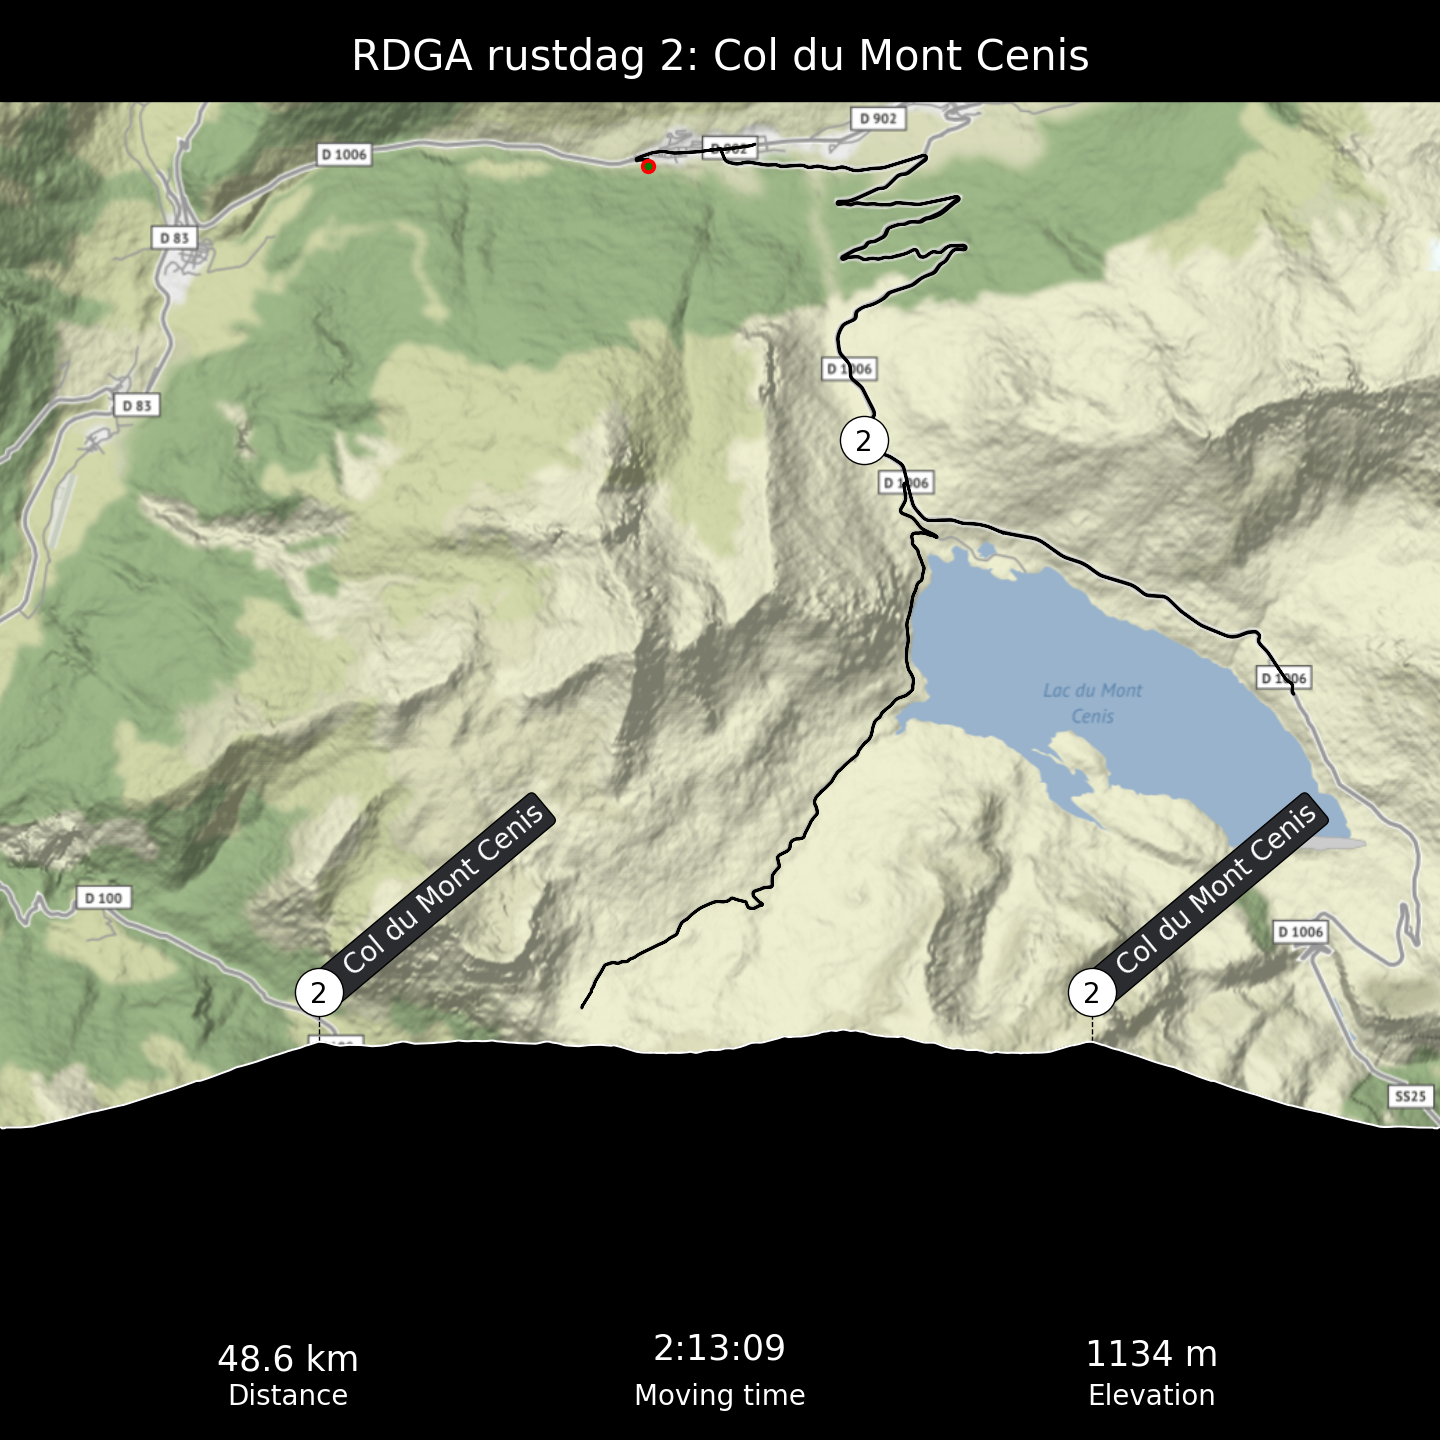 RDGA rustdag 2: Col du Mont Cenis
D 902
D 902
D 1006
D 83
D 1006
D 83
2
D 1006
Lac du Mont
Cenis
D 1006
Col du Mont Cenis
Col du Mont Cenis
D 100
D 1006
2
2
S525
48.6 km
Distance
2:13:09
Moving time
1134 m
Elevation